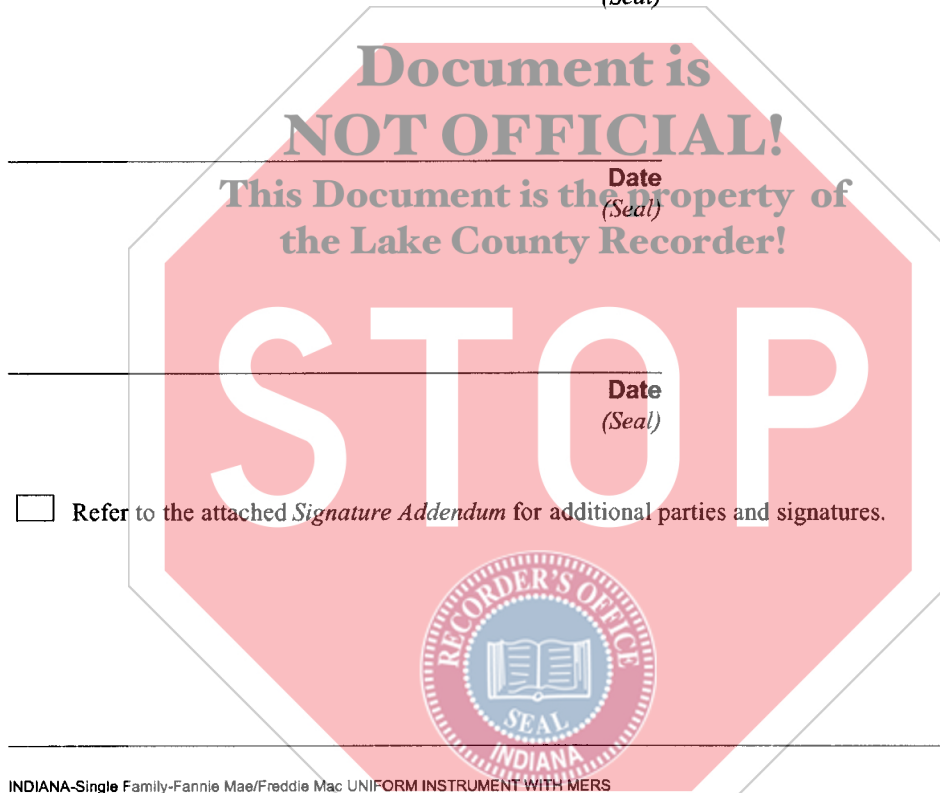 (Seal)
Document is
NOT OFFICIAL!
Date
This Document is the property of
(Seal)
the Lake County Recorder!
STOP
Date
(Seal)
Refer to the attached Signature Addendum for additional parties and signatures.
RECORDER'S OFFICE
SEAL
INDIANA
INDIANA-Single Family-Fannie Mae/Freddie Mac UNIFORM INSTRUMENT WITH MERS